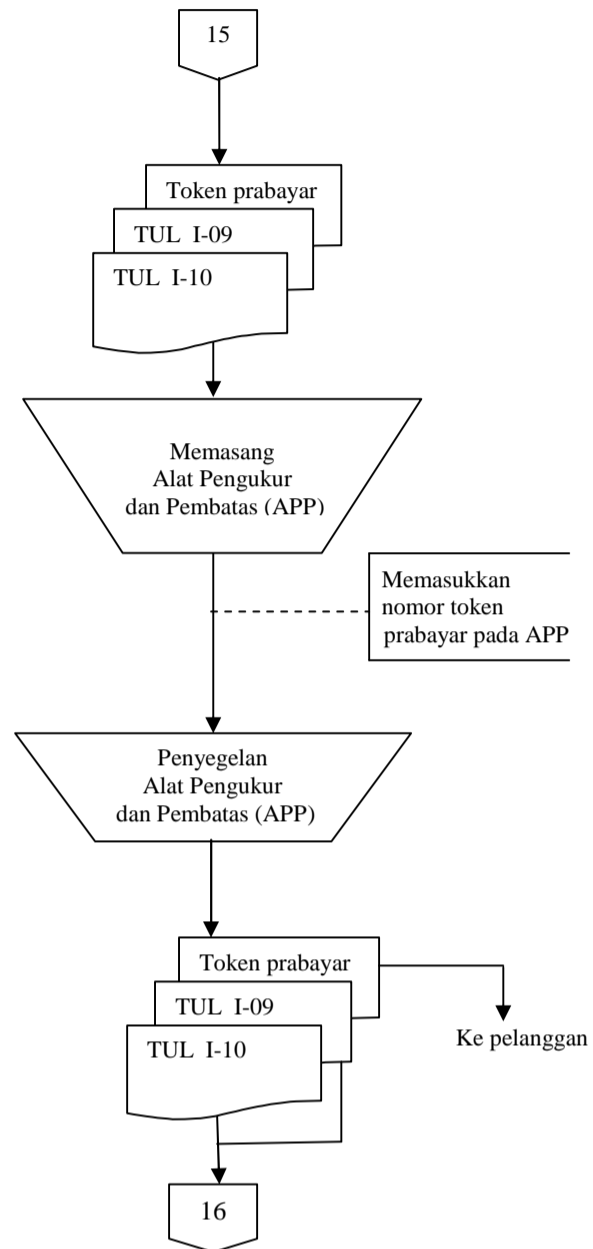 15
Token prabayar
TUL I-09
TUL I-10
Memasang
Alat Pengukur
dan Pembatas (APP)
Memasukkan
nomor token
prabayar pada APP
Penyegelan
Alat Pengukur
dan Pembatas (APP)
Token prabayar
TUL I-09
TUL I-10
Ke pelanggan
16